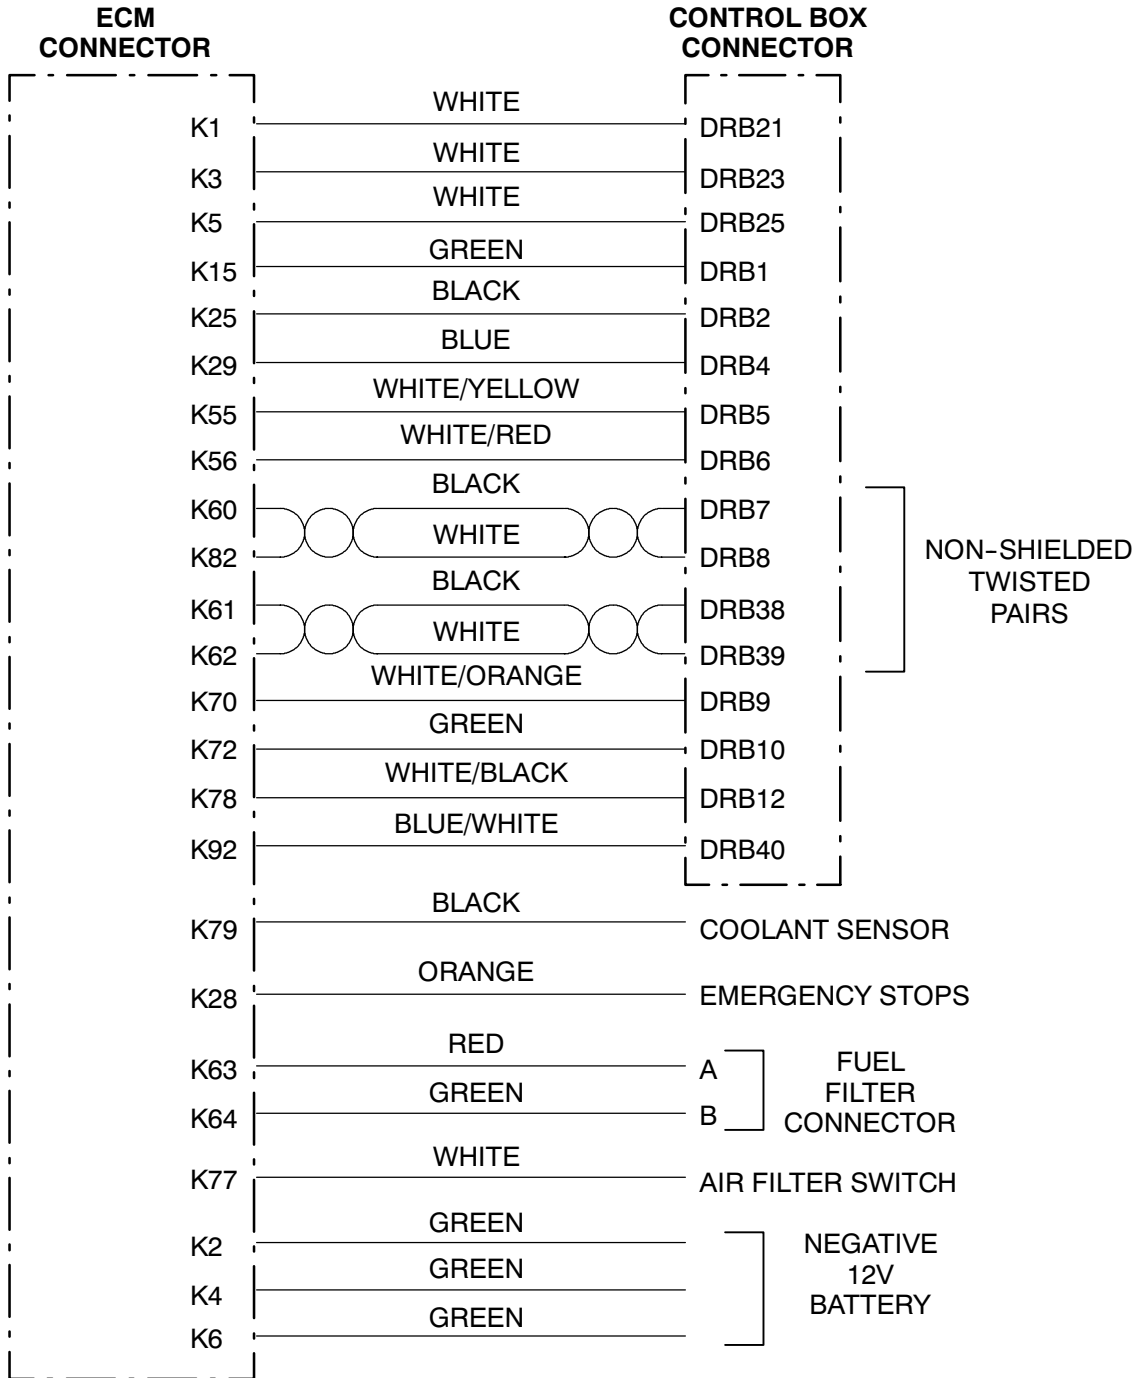 ECM
CONNECTOR
CONTROL BOX
CONNECTOR
K1 WHITE DRB21
K3 WHITE DRB23
K5 WHITE DRB25
K15 GREEN DRB1
K25 BLACK DRB2
K29 BLUE DRB4
K55 WHITE/YELLOW DRB5
K56 WHITE/RED DRB6
K60 BLACK DRB7
K82 WHITE DRB8
K61 BLACK DRB38
K62 WHITE DRB39
NON-SHIELDED
TWISTED
PAIRS
K70 WHITE/ORANGE DRB9
K72 GREEN DRB10
K78 WHITE/BLACK DRB12
K92 BLUE/WHITE DRB40
K79 BLACK COOLANT SENSOR
K28 ORANGE EMERGENCY STOPS
K63 RED A
K64 GREEN B
FUEL
FILTER
CONNECTOR
K77 WHITE AIR FILTER SWITCH
K2 GREEN
K4 GREEN
K6 GREEN
NEGATIVE
12V
BATTERY